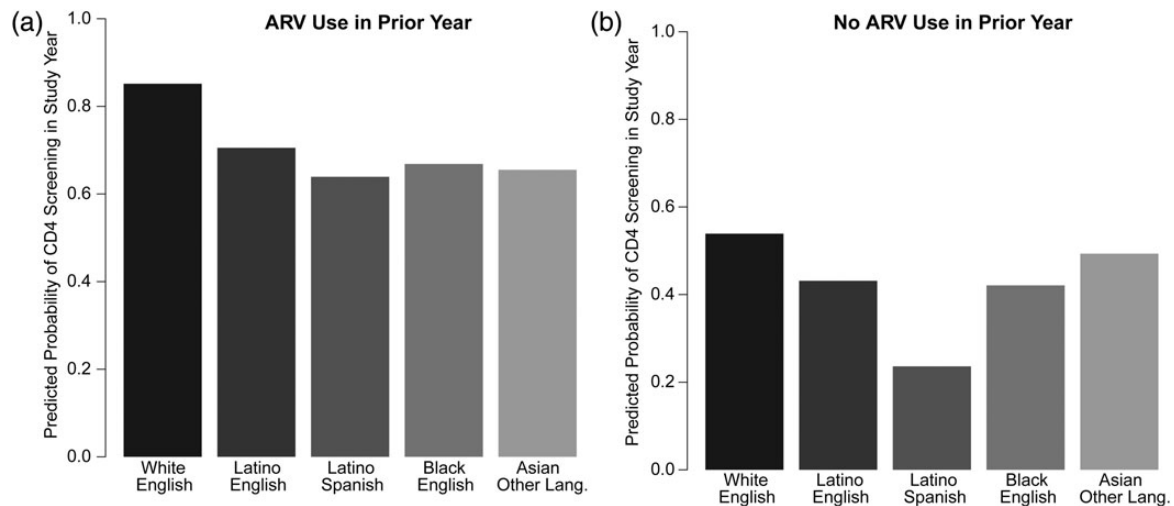 (a)
ARV Use in Prior Year
Predicted Probability of CD4 Screening in Study Year
1.0
0.8
0.6
0.4
0.2
0.0
White English
Latino English
Latino Spanish
Black English
Asian Other Lang.
(b)
No ARV Use in Prior Year
Predicted Probability of CD4 Screening in Study Year
1.0
0.8
0.6
0.4
0.2
0.0
White English
Latino English
Latino Spanish
Black English
Asian Other Lang.